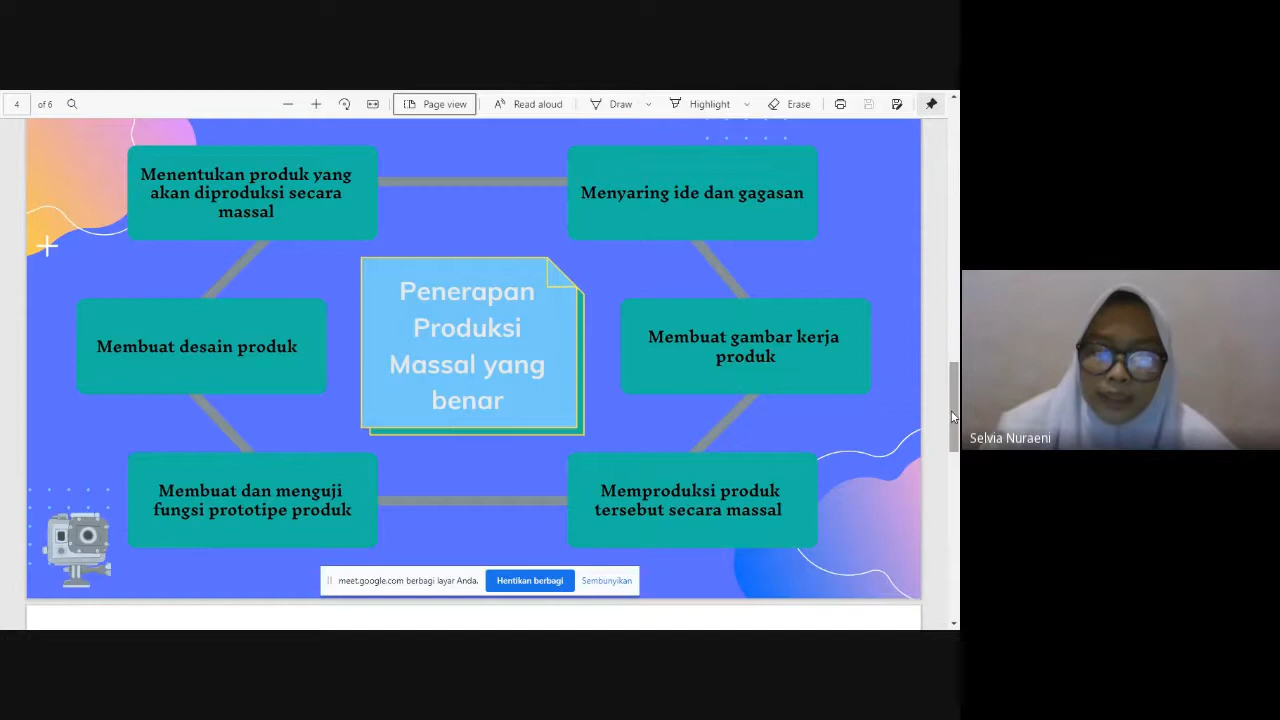 4
of 6
Page view
Read aloud
Draw
Highlight
Erase
Menentukan produk yang
akan diproduksi secara
massal
Menyaring ide dan gagasan
Penerapan
Produksi
Massal yang
benar
Membuat desain produk
Membuat gambar kerja
produk
Membuat dan menguji
fungsi prototipe produk
Memproduksi produk
tersebut secara massal
meet.google.com berbagi layar Anda.
Hentikan berbagi
Sembunyikan
Selvia Nuraeni